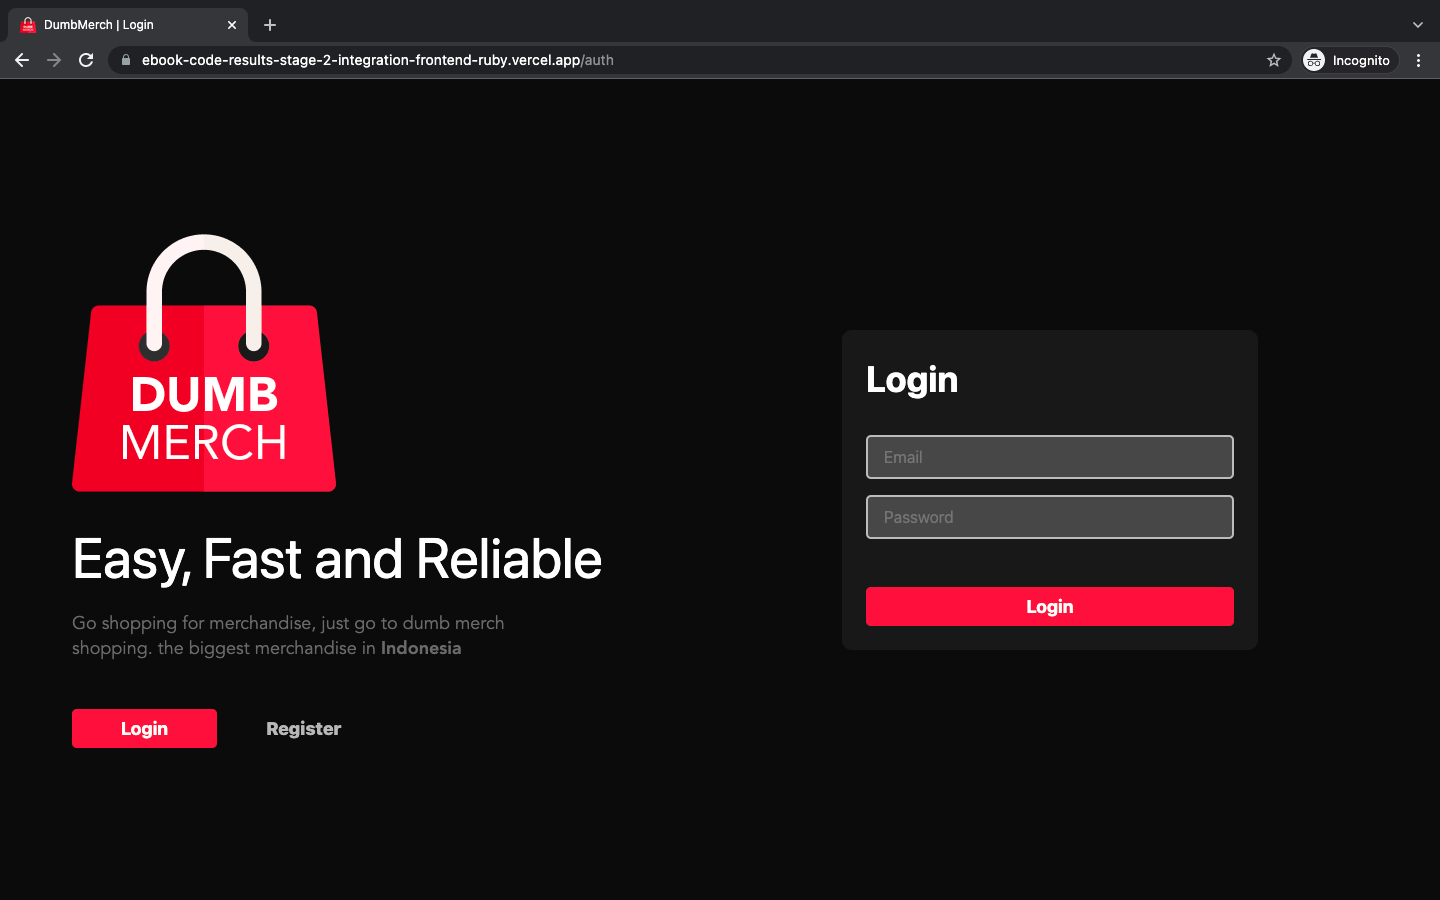 DumbMerch | Login
ebook-code-results-stage-2-integration-frontend-ruby.vercel.app/auth
Incognito
DUMB
MERCH
Easy, Fast and Reliable
Go shopping for merchandise, just go to dumb merch
shopping. the biggest merchandise in Indonesia
Login
Register
Login
Email
Password
Login